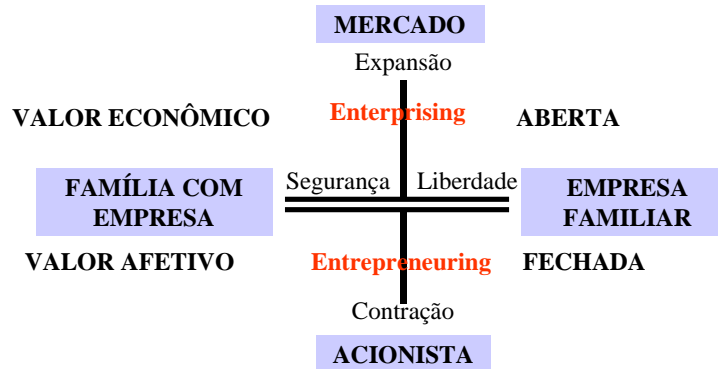 MERCADO
Expansão
VALOR ECONÔMICO
Enterprising
ABERTA
FAMÍLIA COM
EMPRESA
Segurança
Liberdade
EMPRESA
FAMILIAR
VALOR AFETIVO
Entrepreneuring
FECHADA
Contração
ACIONISTA